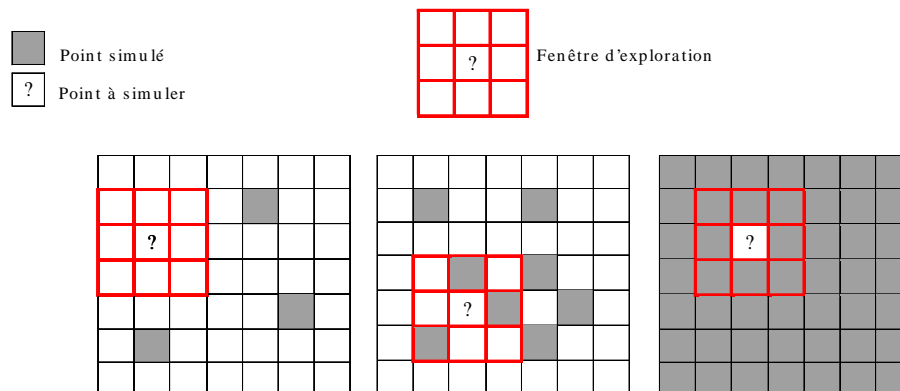 Point simulé
? Point à simuler
? Fenêtre d'exploration
? ? ?